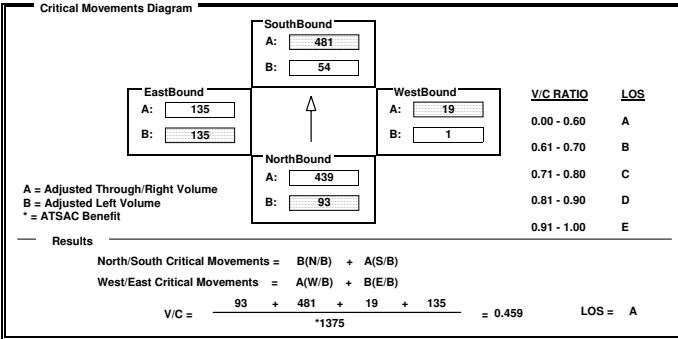 Critical Movements Diagram
SouthBound
A: 481
B: 54
EastBound
A: 135
B: 135
WestBound
A: 19
B: 1
NorthBound
A: 439
B: 93
V/C RATIO LOS
0.00 - 0.60 A
0.61 - 0.70 B
0.71 - 0.80 C
0.81 - 0.90 D
0.91 - 1.00 E
A = Adjusted Through/Right Volume
B = Adjusted Left Volume
* = ATSAC Benefit
Results
North/South Critical Movements = B(N/B) + A(S/B)
West/East Critical Movements = A(W/B) + B(E/B)
V/C = 93 + 481 + 19 + 135 = 0.459 LOS = A
*1375